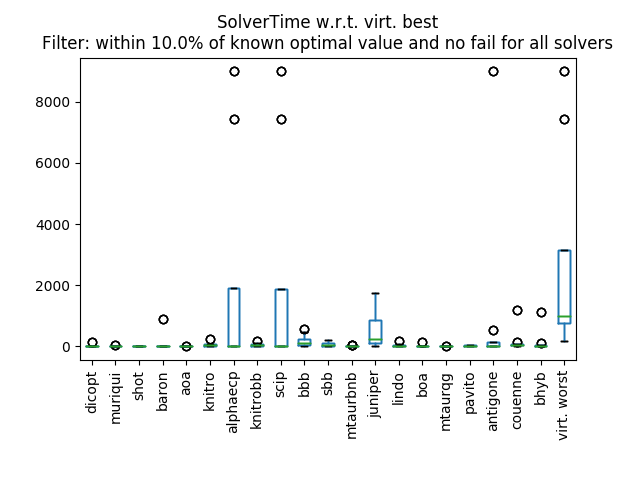 SolverTime w.r.t. virt. best
Filter: within 10.0% of known optimal value and no fail for all solvers
8000
6000
4000
2000
0
dicopt
muriqui
shot
baron
aoa
knitro
alphaecp
knitrobb
scip
bbb
sbb
mtaurbnb
juniper
lindo
boa
mtaurqg
pavito
antigone
couenne
bhyb
virt. worst